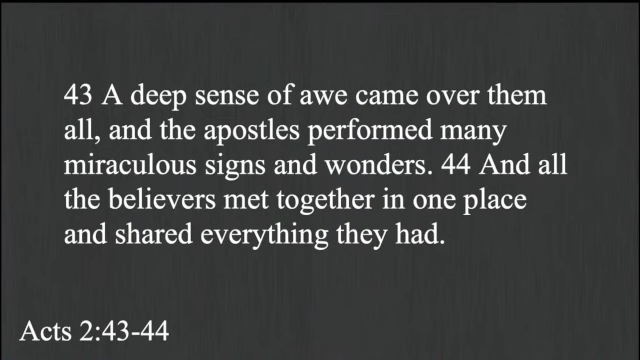 43 A deep sense of awe came over them
all, and the apostles performed many
miraculous signs and wonders. 44 And all
the believers met together in one place
and shared everything they had.
Acts 2:43-44